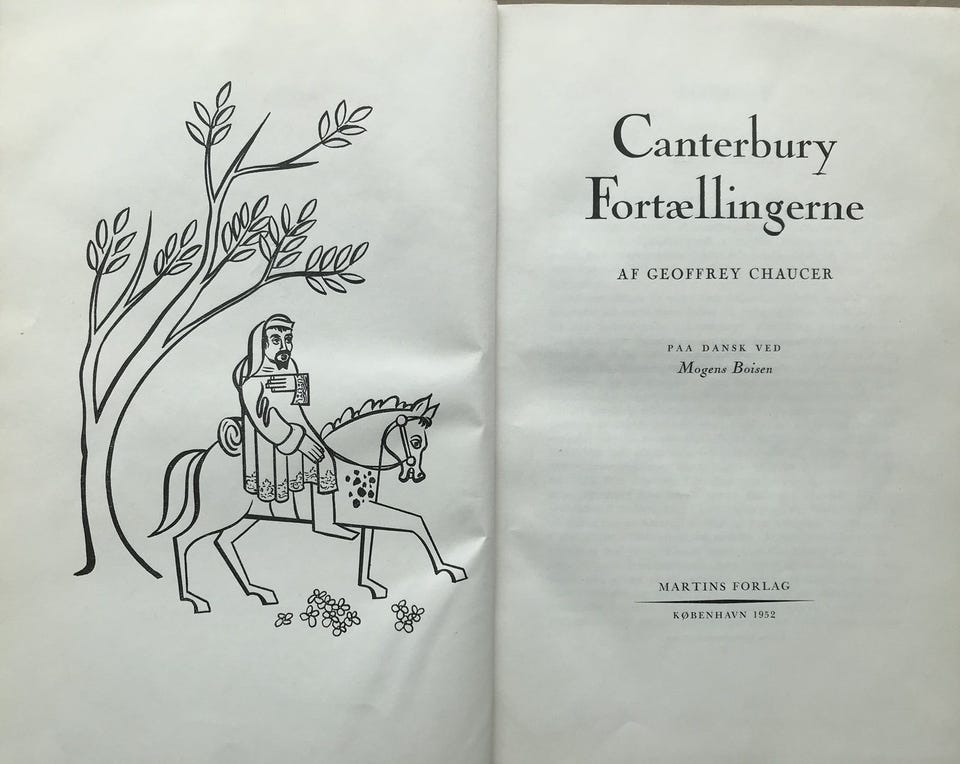 Canterbury
Fortællingerne
AF GEOFFREY CHAUCER
PAA DANSK VED
Mogens Boisen
MARTINS FORLAG
KØBENHAVN 1952